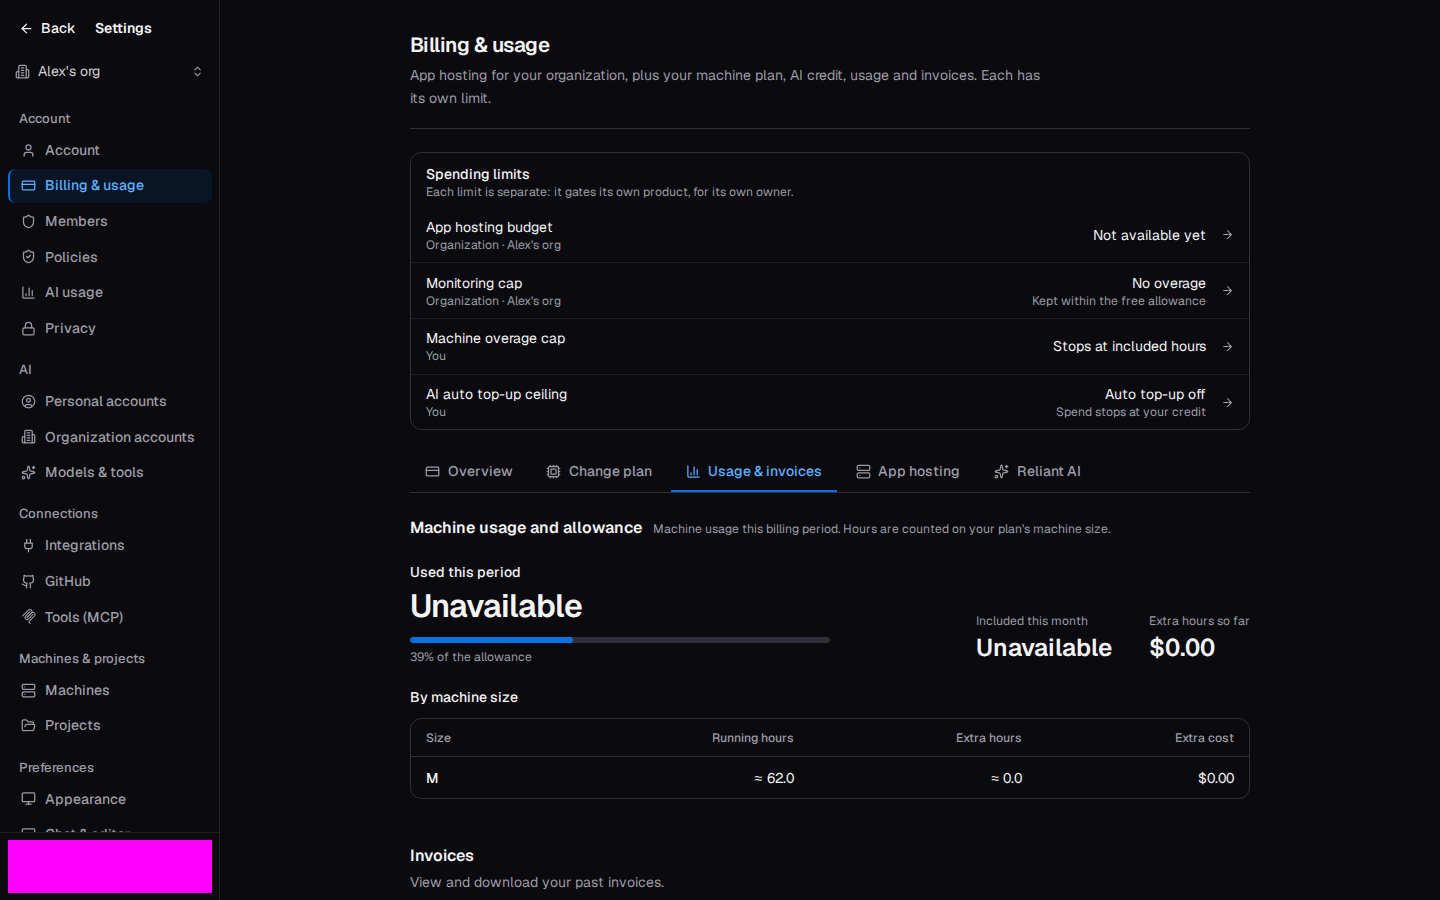 Back Settings
Alex's org
Account
Account
Billing & usage
Members
Policies
AI usage
Privacy
AI
Personal accounts
Organization accounts
Models & tools
Connections
Integrations
GitHub
Tools (MCP)
Machines & projects
Machines
Projects
Preferences
Appearance
Billing & usage
App hosting for your organization, plus your machine plan, AI credit, usage and invoices. Each has
its own limit.
Spending limits
Each limit is separate: it gates its own product, for its own owner.
App hosting budget
Organization · Alex's org
Not available yet
Monitoring cap
Organization · Alex's org
No overage
Kept within the free allowance
Machine overage cap
You
Stops at included hours
AI auto top-up ceiling
You
Auto top-up off
Spend stops at your credit
Overview Change plan Usage & invoices App hosting Reliant AI
Machine usage and allowance Machine usage this billing period. Hours are counted on your plan's machine size.
Used this period
Unavailable
39% of the allowance
Included this month
Unavailable
Extra hours so far
$0.00
By machine size
Size Running hours Extra hours Extra cost
M ≈ 62.0 ≈ 0.0 $0.00
Invoices
View and download your past invoices.